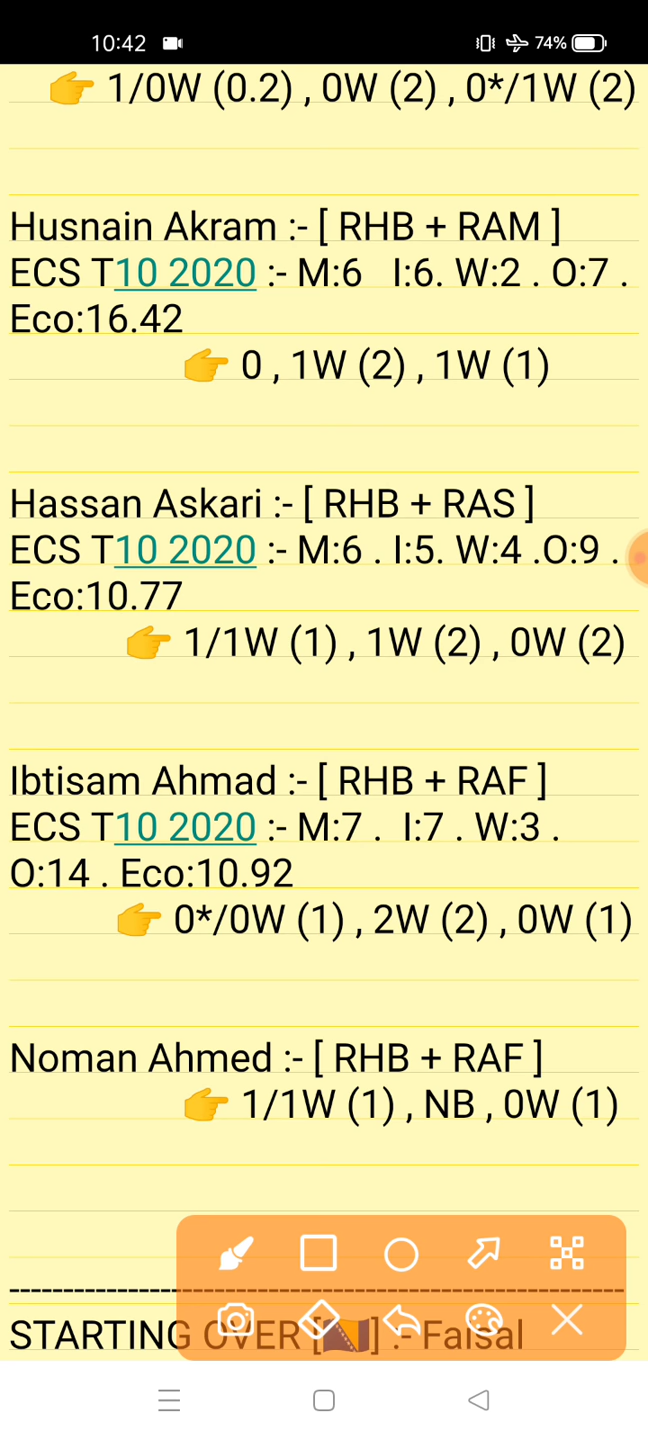 10:42 74%
👉 1/0W (0.2) , 0W (2) , 0*/1W (2)
Husnain Akram :- [ RHB + RAM ]
ECS T10 2020 :- M:6 I:6. W:2 . O:7 .
Eco:16.42
👉 0 , 1W (2) , 1W (1)
Hassan Askari :- [ RHB + RAS ]
ECS T10 2020 :- M:6 . I:5. W:4 .O:9 .
Eco:10.77
👉 1/1W (1) , 1W (2) , 0W (2)
Ibtisam Ahmad :- [ RHB + RAF ]
ECS T10 2020 :- M:7 . I:7 . W:3 .
O:14 . Eco:10.92
👉 0*/0W (1) , 2W (2) , 0W (1)
Noman Ahmed :- [ RHB + RAF ]
👉 1/1W (1) , NB , 0W (1)
----------------------------------------------------------
STARTING OVER [] :- Faisal